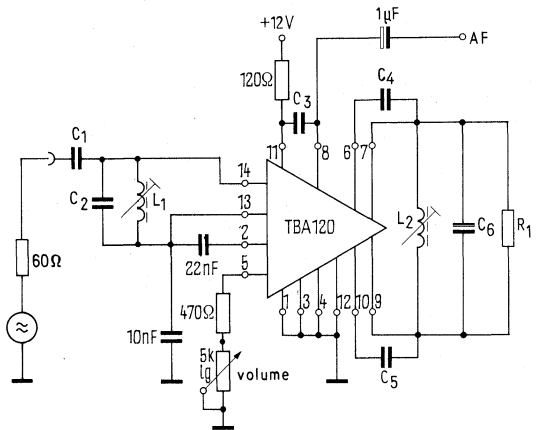 1µF
+12V
AF
120Ω
C3
C4
C1
11
8
6
7
14
C2
L1
13
TBA120
L2
C6
R1
2
22nF
5
60Ω
470Ω
1
3
4
12
10
9
10nF
5k
lg
volume
C5